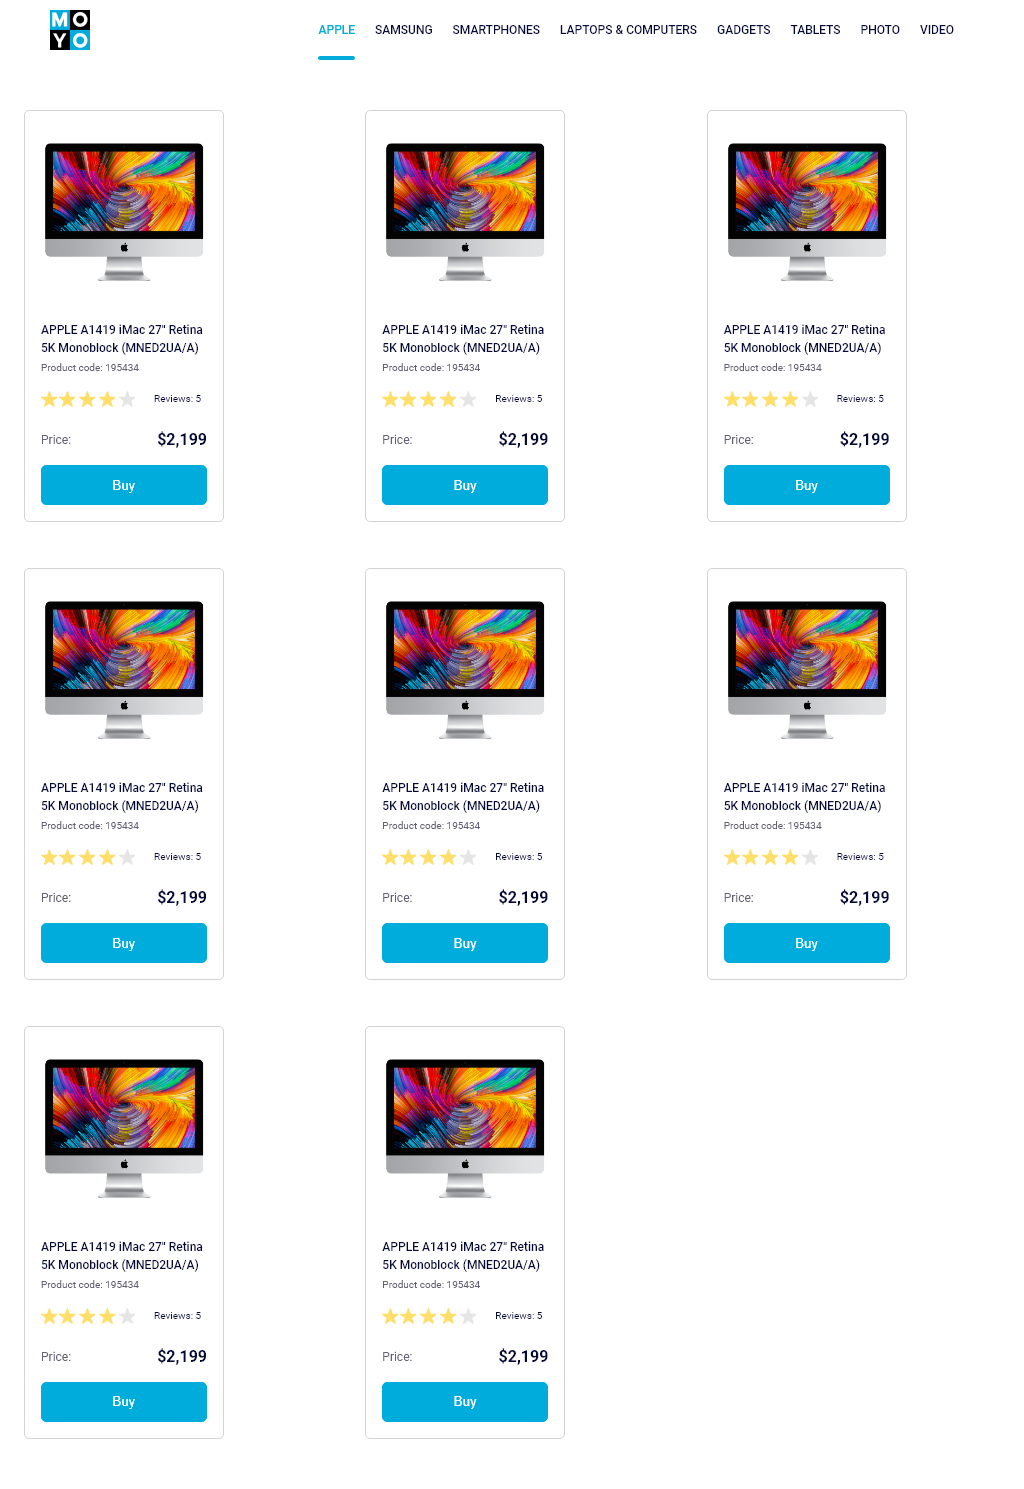 MO
YO
APPLE SAMSUNG SMARTPHONES LAPTOPS & COMPUTERS GADGETS TABLETS PHOTO VIDEO
APPLE A1419 iMac 27" Retina
5K Monoblock (MNED2UA/A)
Product code: 195434
Reviews: 5
Price: $2,199
Buy
APPLE A1419 iMac 27" Retina
5K Monoblock (MNED2UA/A)
Product code: 195434
Reviews: 5
Price: $2,199
Buy
APPLE A1419 iMac 27" Retina
5K Monoblock (MNED2UA/A)
Product code: 195434
Reviews: 5
Price: $2,199
Buy
APPLE A1419 iMac 27" Retina
5K Monoblock (MNED2UA/A)
Product code: 195434
Reviews: 5
Price: $2,199
Buy
APPLE A1419 iMac 27" Retina
5K Monoblock (MNED2UA/A)
Product code: 195434
Reviews: 5
Price: $2,199
Buy
APPLE A1419 iMac 27" Retina
5K Monoblock (MNED2UA/A)
Product code: 195434
Reviews: 5
Price: $2,199
Buy
APPLE A1419 iMac 27" Retina
5K Monoblock (MNED2UA/A)
Product code: 195434
Reviews: 5
Price: $2,199
Buy
APPLE A1419 iMac 27" Retina
5K Monoblock (MNED2UA/A)
Product code: 195434
Reviews: 5
Price: $2,199
Buy